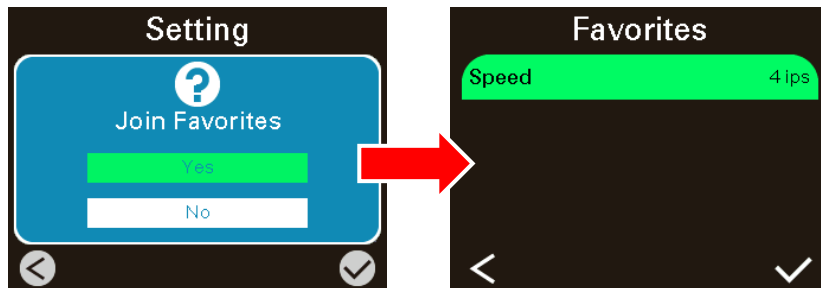 Setting
?
Join Favorites
Yes
No
Favorites
Speed 4 ips